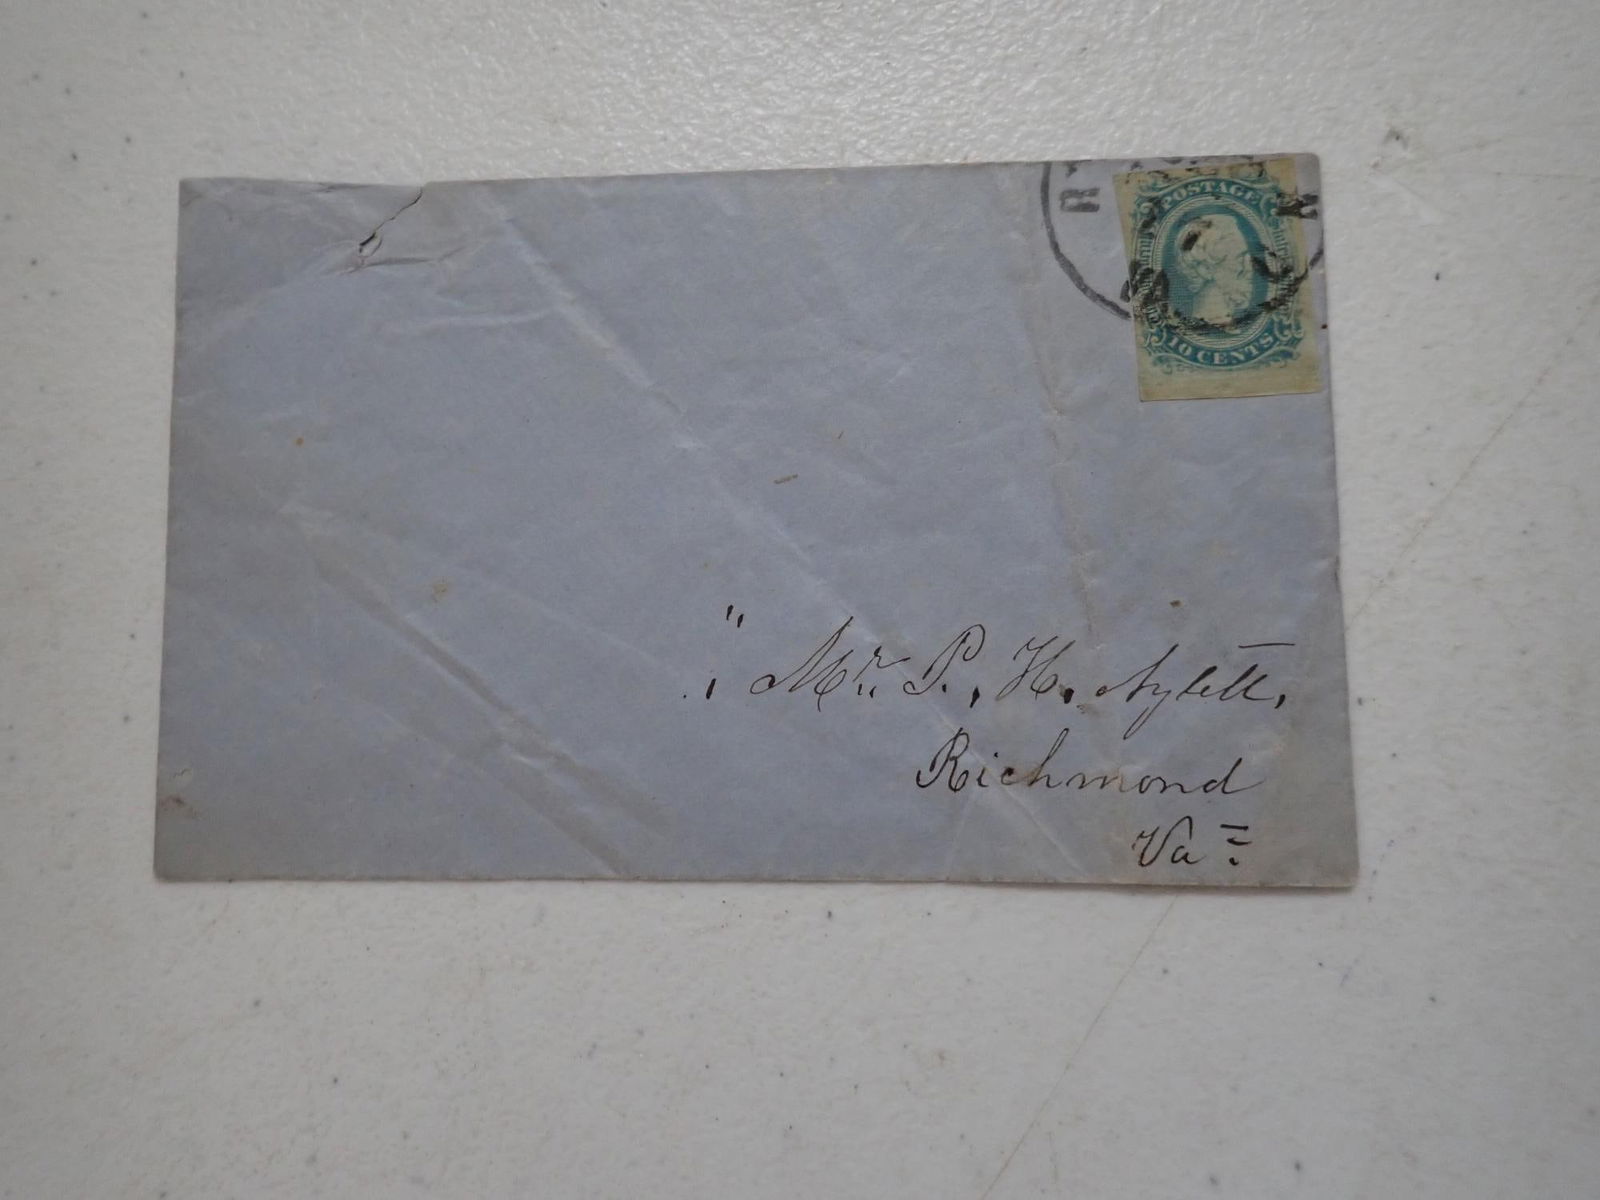 POSTAGE
10 CENTS
" Mr. P. H. Aylett.
Richmond
Va